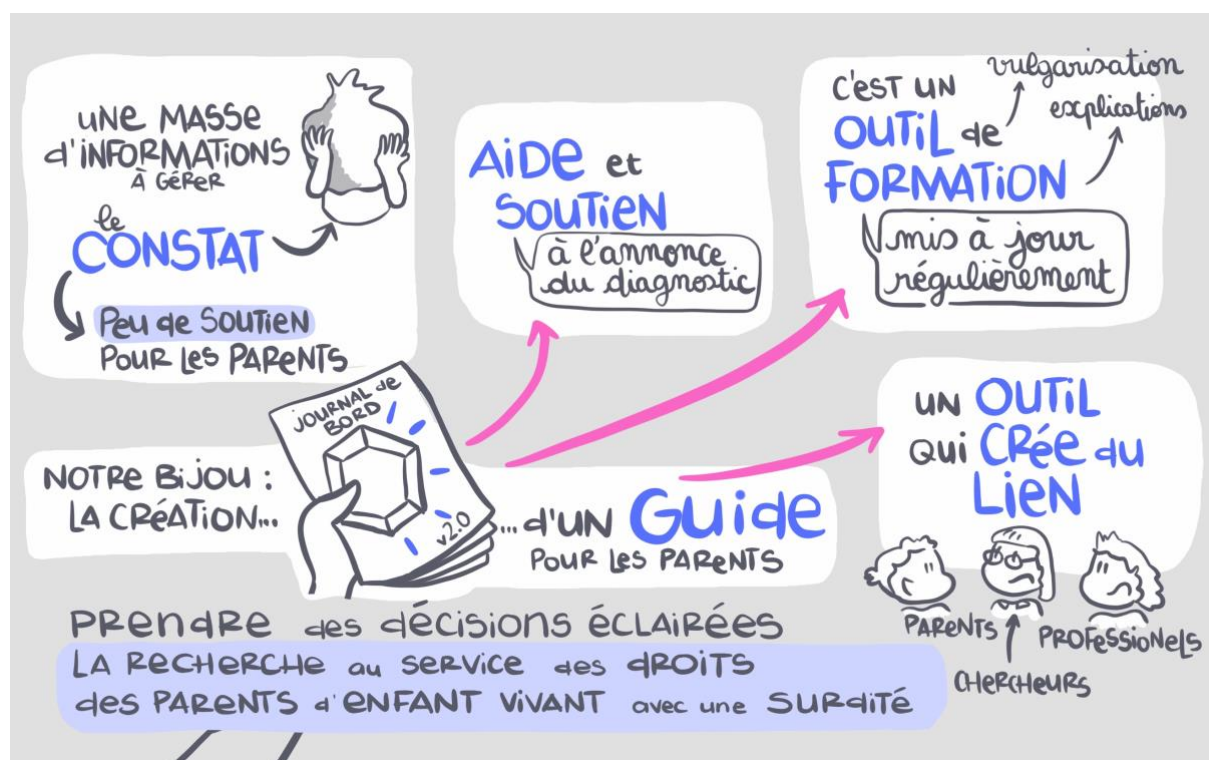 UNE MASSE
d'INFORMATIONS
À GÉRER
le
CONSTAT
Peu de SOUTIEN
POUR LES PARENTS
AIDE et
SOUTIEN
à l'annonce
du diagnostic
C'EST UN
OUTIL de
FORMATION
vulgarisation
explications
mis à jour
régulièrement
NOTRE BIJOU :
LA CRÉATION...
JOURNAL de
BORD
v2.0
...d'UN GUIDE
POUR LES PARENTS
UN OUTIL
QUI CRÉE du
LIEN
PARENTS
CHERCHEURS
PROFESSIONELS
PRENDRE des décisions ÉCLAIRÉES
LA RECHERCHE au SERVICE des dROITS
des PARENTS d'ENFANT VIVANT avec une SURdITÉ